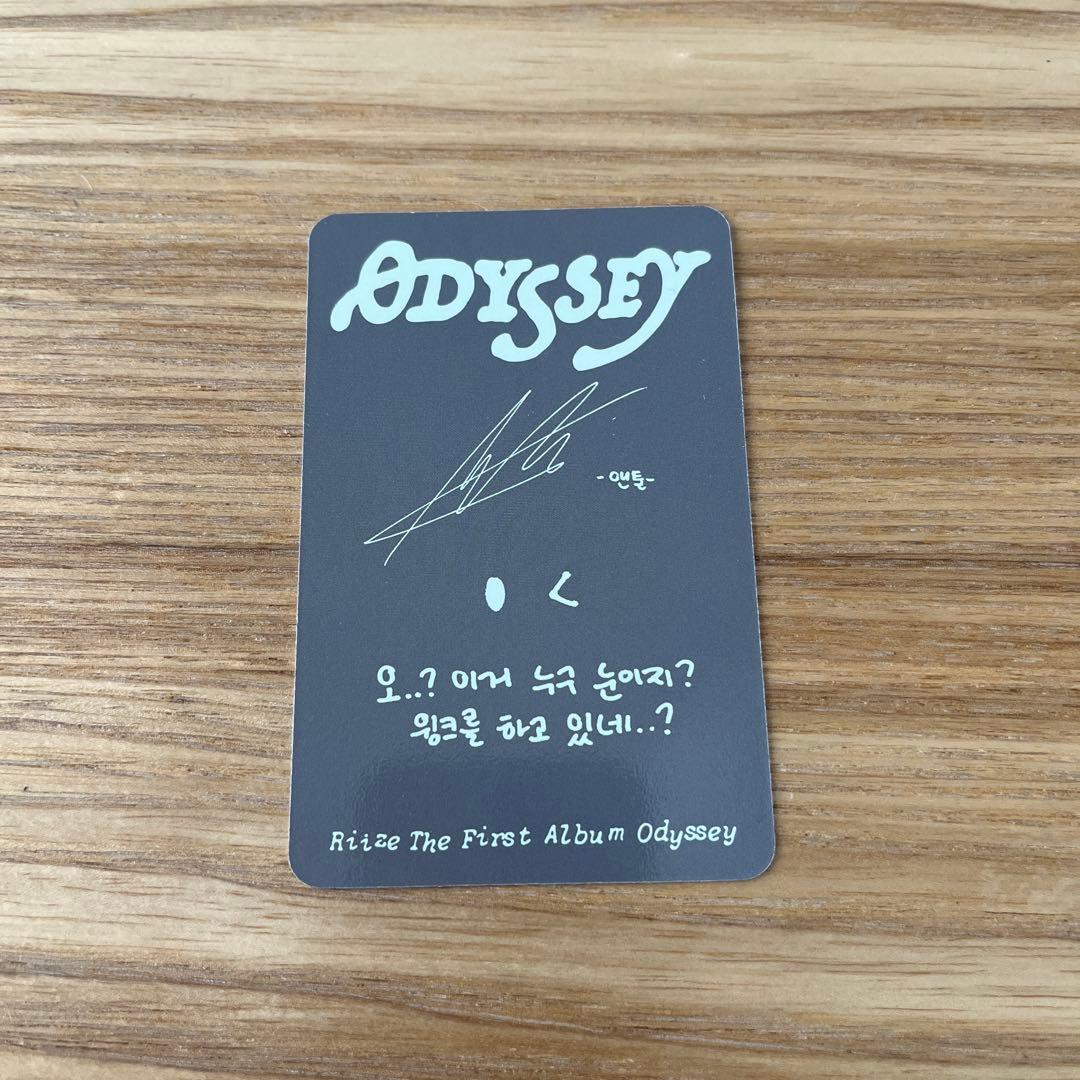 ODYSSEY
-앤톨-
오..? 이거 누구 눈이지?
윙크를 하고 있네..?
Riize The First Album Odyssey